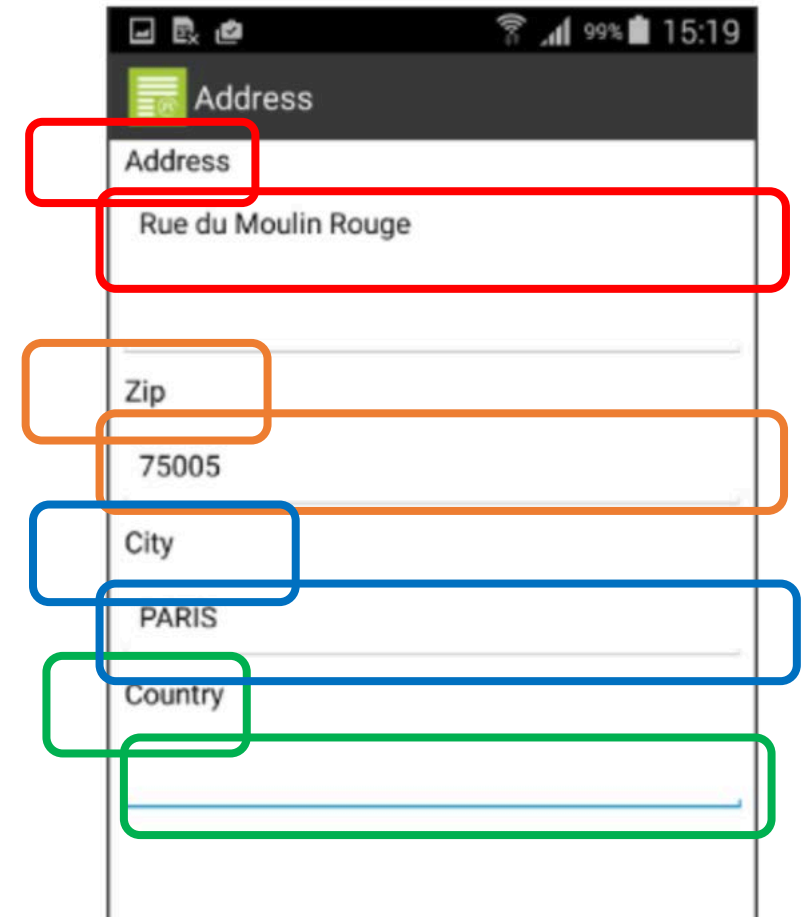 99% 15:19
Address
Address
Rue du Moulin Rouge
Zip
75005
City
PARIS
Country